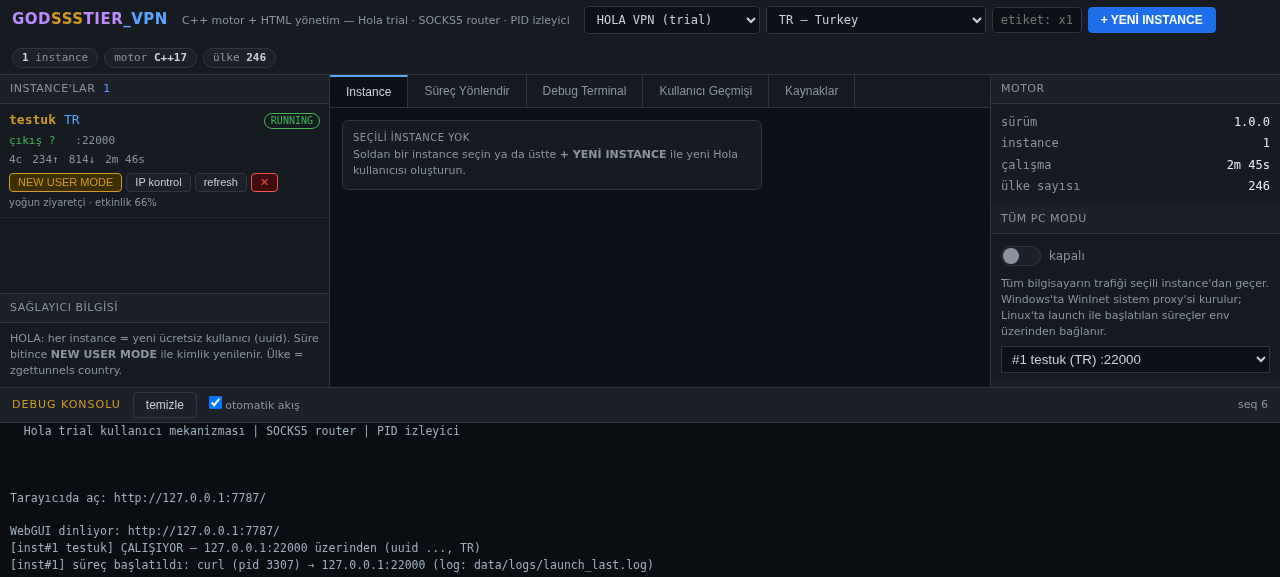 GODSSSTIER_VPN C++ motor + HTML yönetim — Hola trial · SOCKS5 router · PID izleyici HOLA VPN (trial) TR — Turkey etiket: x1 + YENİ INSTANCE
1 instance motor C++17 ülke 246
INSTANCE'LAR 1
testuk TR RUNNING
çıkış ? :22000
4c 234↑ 814↓ 2m 46s
NEW USER MODE IP kontrol refresh ✕
yoğun ziyaretçi · etkinlik 66%
SAĞLAYICI BİLGİSİ
HOLA: her instance = yeni ücretsiz kullanıcı (uuid). Süre
bitince NEW USER MODE ile kimlik yenilenir. Ülke =
zgettunnels country.
Instance Süreç Yönlendir Debug Terminal Kullanıcı Geçmişi Kaynaklar
SEÇİLİ İNSTANCE YOK
Soldan bir instance seçin ya da üstte + YENİ INSTANCE ile yeni Hola
kullanıcısı oluşturun.
MOTOR
sürüm 1.0.0
instance 1
çalışma 2m 45s
ülke sayısı 246
TÜM PC MODU
kapalı
Tüm bilgisayarın trafiği seçili instance'dan geçer.
Windows'ta WinInet sistem proxy'si kurulur;
Linux'ta launch ile başlatılan süreçler env
üzerinden bağlanır.
#1 testuk (TR) :22000
DEBUG KONSOLU temizle otomatik akış seq 6
Hola trial kullanıcı mekanizması | SOCKS5 router | PID izleyici
Tarayıcıda aç: http://127.0.0.1:7787/
WebGUI dinliyor: http://127.0.0.1:7787/
[inst#1 testuk] ÇALIŞIYOR — 127.0.0.1:22000 üzerinden (uuid ..., TR)
[inst#1] süreç başlatıldı: curl (pid 3307) → 127.0.0.1:22000 (log: data/logs/launch_last.log)